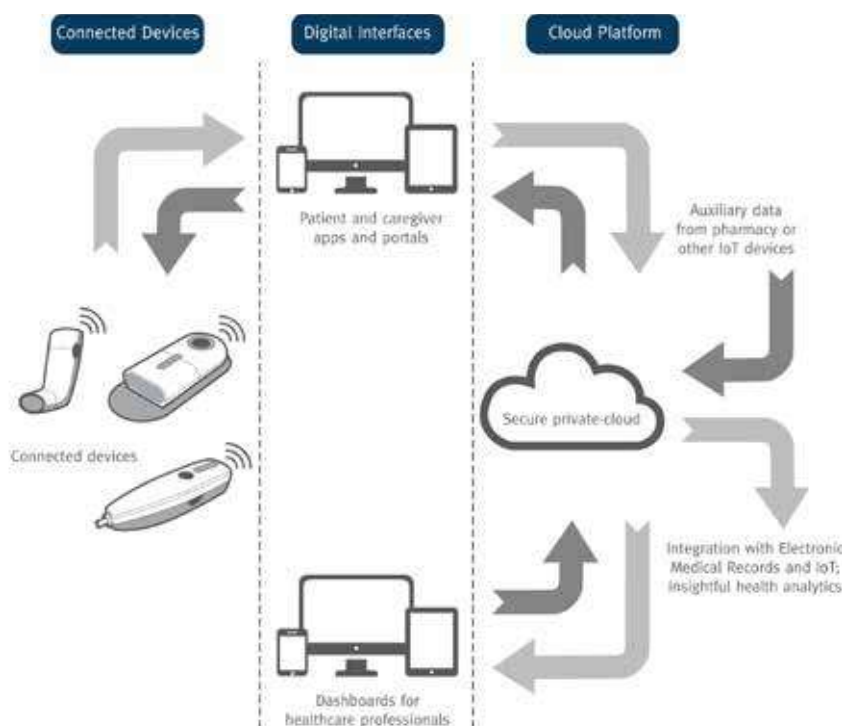 Connected Devices
Digital Interfaces
Cloud Platform
Patient and caregiver
apps and portals
Auxiliary data
from pharmacy or
other IoT devices
Secure private-cloud
Connected devices
Integration with Electronic
Medical Records and IoT;
insightful health analytics
Dashboards for
healthcare professionals